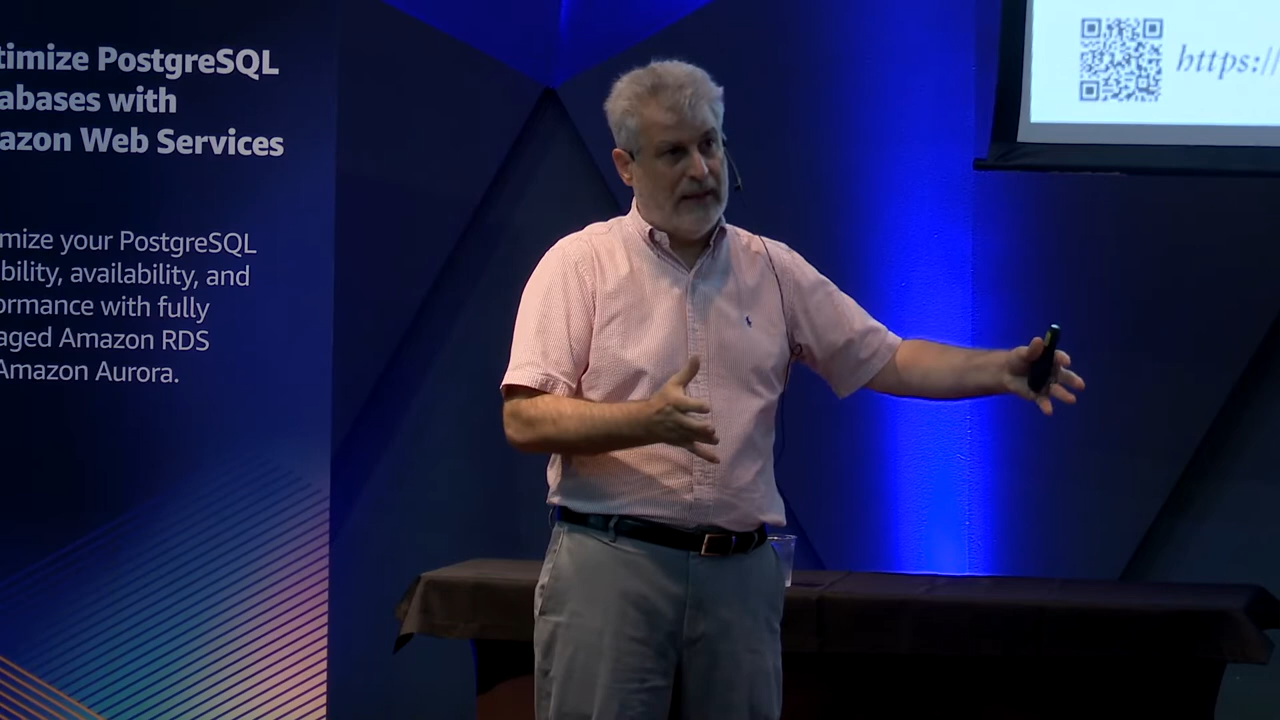 timize PostgreSQL
abases with
azon Web Services
mize your PostgreSQL
bility, availability, and
ormance with fully
aged Amazon RDS
Amazon Aurora.
https://